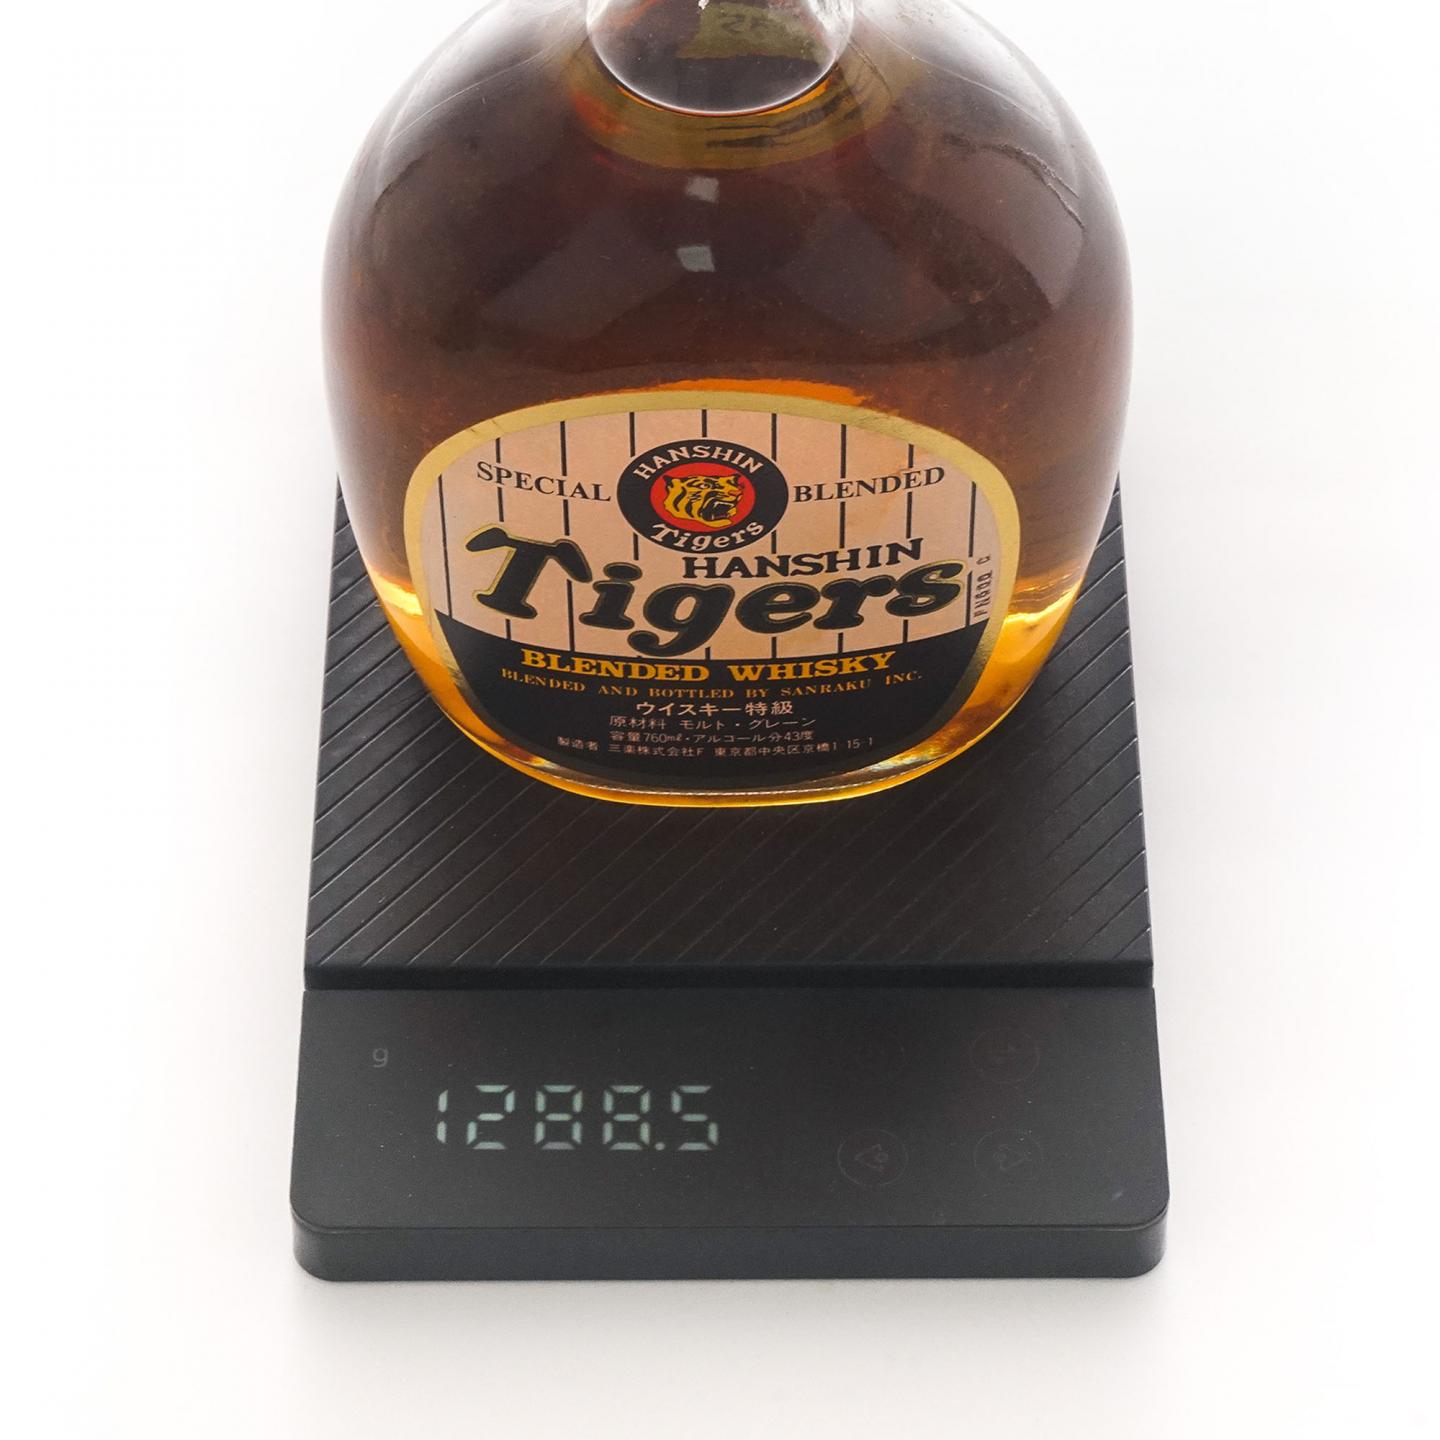 HANSHIN
Tigers
SPECIAL BLENDED
HANSHIN
Tigers
BLENDED WHISKY
BLENDED AND BOTTLED BY SANRAKU INC.
ウイスキー特級
原材料 モルト・グレーン
容量760ml・アルコール分43度
製造者 三楽株式会社F 東京都中央区京橋1-15-1
g
1288.5